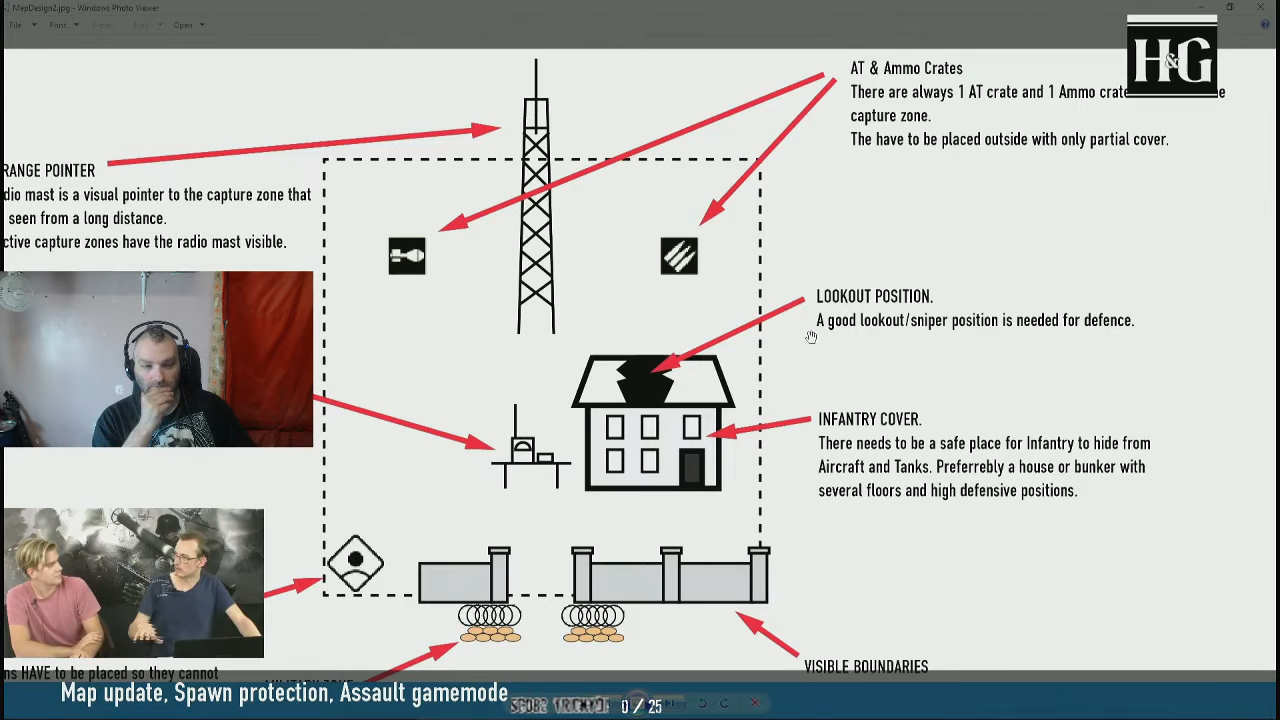 MapDesign2.jpg - Windows Photo Viewer
File Print Burn Open
H&G
AT & Ammo Crates
There are always 1 AT crate and 1 Ammo crate
capture zone.
The have to be placed outside with only partial cover.
RANGE POINTER
dio mast is a visual pointer to the capture zone that
seen from a long distance.
ctive capture zones have the radio mast visible.
LOOKOUT POSITION.
A good lookout/sniper position is needed for defence.
INFANTRY COVER.
There needs to be a safe place for Infantry to hide from
Aircraft and Tanks. Preferrebly a house or bunker with
several floors and high defensive positions.
VISIBLE BOUNDARIES
ns HAVE to be placed so they cannot
Map update, Spawn protection, Assault gamemode
0 / 25